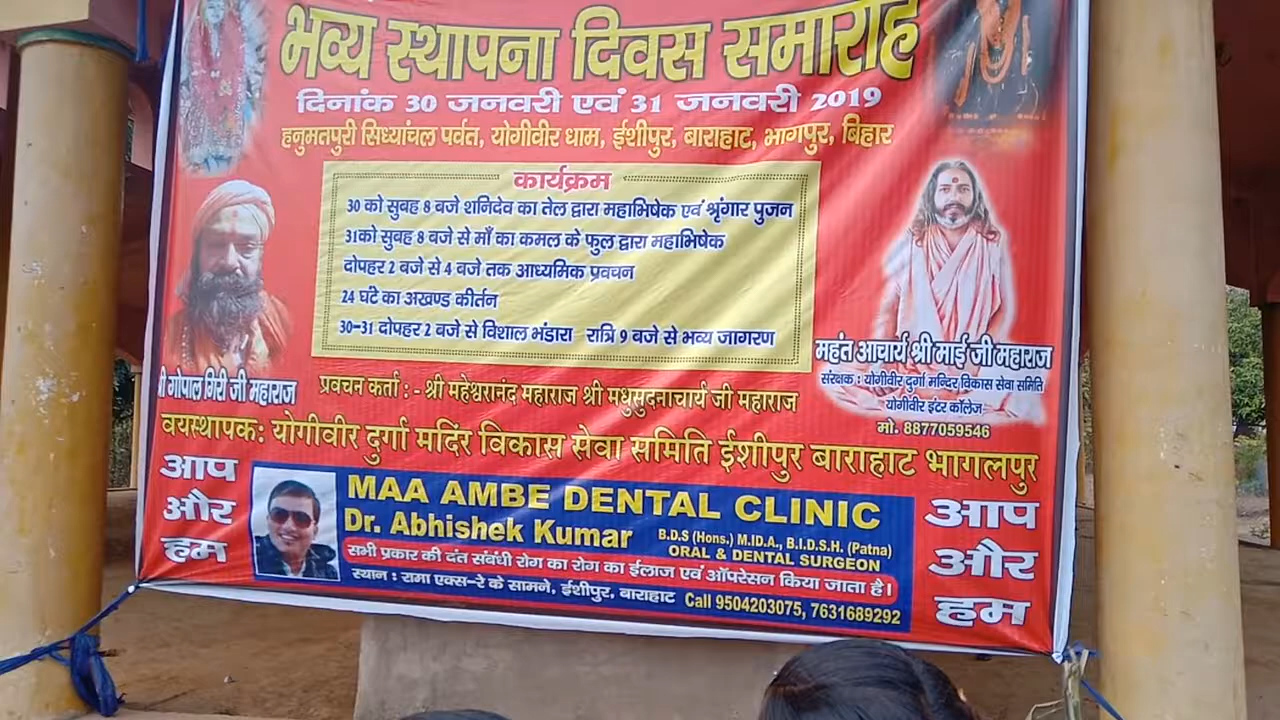 भव्य स्थापना दिवस समारोह
दिनांक 30 जनवरी एवं 31 जनवरी 2019
हनुमतपुरी सिध्यांचल पर्वत, योगीवीर धाम, ईशीपुर, बाराहाट, भागपुर, बिहार
कार्यक्रम
30 को सुबह 8 बजे शनिदेव का तेल द्वारा महाभिषेक एवं श्रृंगार पुजन
31को सुबह 8 बजे से माँ का कमल के फुल द्वारा महाभिषेक
दोपहर 2 बजे से 4 बजे तक आध्यमिक प्रवचन
24 घंटे का अखण्ड कीर्तन
30-31 दोपहर 2 बजे से विशाल भंडारा रात्रि 9 बजे से भव्य जागरण
महंत आचार्य श्री माई जी महाराज
संरक्षक : योगीवीर दुर्गा मन्दिर विकास सेवा समिति
योगीवीर इंटर कॉलेज
मो. 8877059546
गोपाल गिरी जी महाराज
प्रवचन कर्ता : - श्री महेश्वरानंद महाराज श्री मधुसुदनाचार्य जी महाराज
वयस्थापक: योगीवीर दुर्गा मदिंर विकास सेवा समिति ईशीपुर बाराहाट भागलपुर
आप
और
हम
MAA AMBE DENTAL CLINIC
Dr. Abhishek Kumar
B.D.S (Hons.) M.I.D.A., B.I.D.S.H. (Patna)
ORAL & DENTAL SURGEON
सभी प्रकार की दंत संबंधी रोग का रोग का ईलाज एवं ऑपरेसन किया जाता है।
स्थान : रामा एक्स-रे के सामने, ईशीपुर, बाराहाट Call 9504203075, 7631689292
आप
और
हम